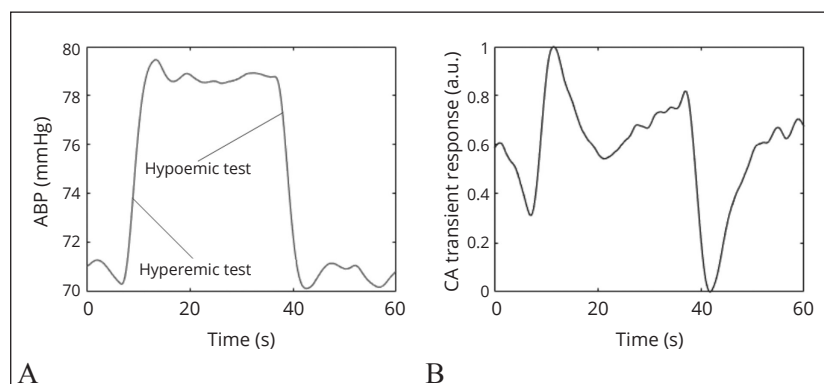 80
78
76
74
72
70
ABP (mmHg)
Hypoemic test
Hyperemic test
0
20
40
60
Time (s)
A
1
0.8
0.6
0.4
0.2
0
CA transient response (a.u.)
0
20
40
60
Time (s)
B